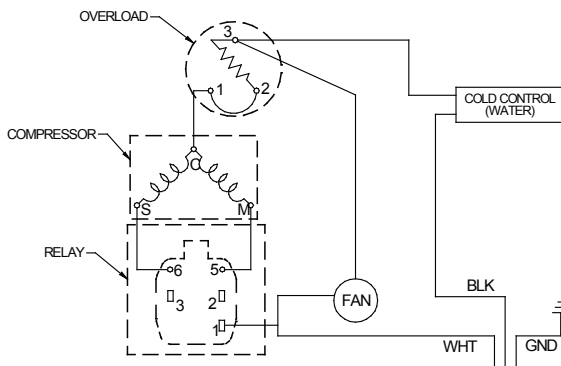 OVERLOAD
3
1
2
COLD CONTROL
(WATER)
COMPRESSOR
C
S
M
RELAY
6
5
3
2
1
FAN
BLK
WHT
GND